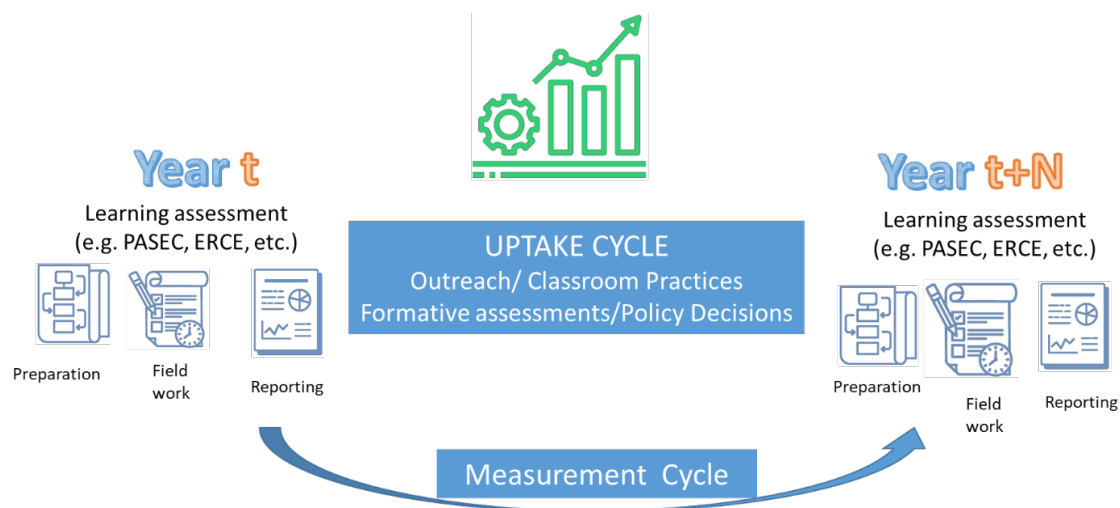 Year t
Learning assessment
(e.g. PASEC, ERCE, etc.)
Preparation
Field
work
Reporting
UPTAKE CYCLE
Outreach/ Classroom Practices
Formative assessments/Policy Decisions
Year t+N
Learning assessment
(e.g. PASEC, ERCE, etc.)
Preparation
Field
work
Reporting
Measurement Cycle